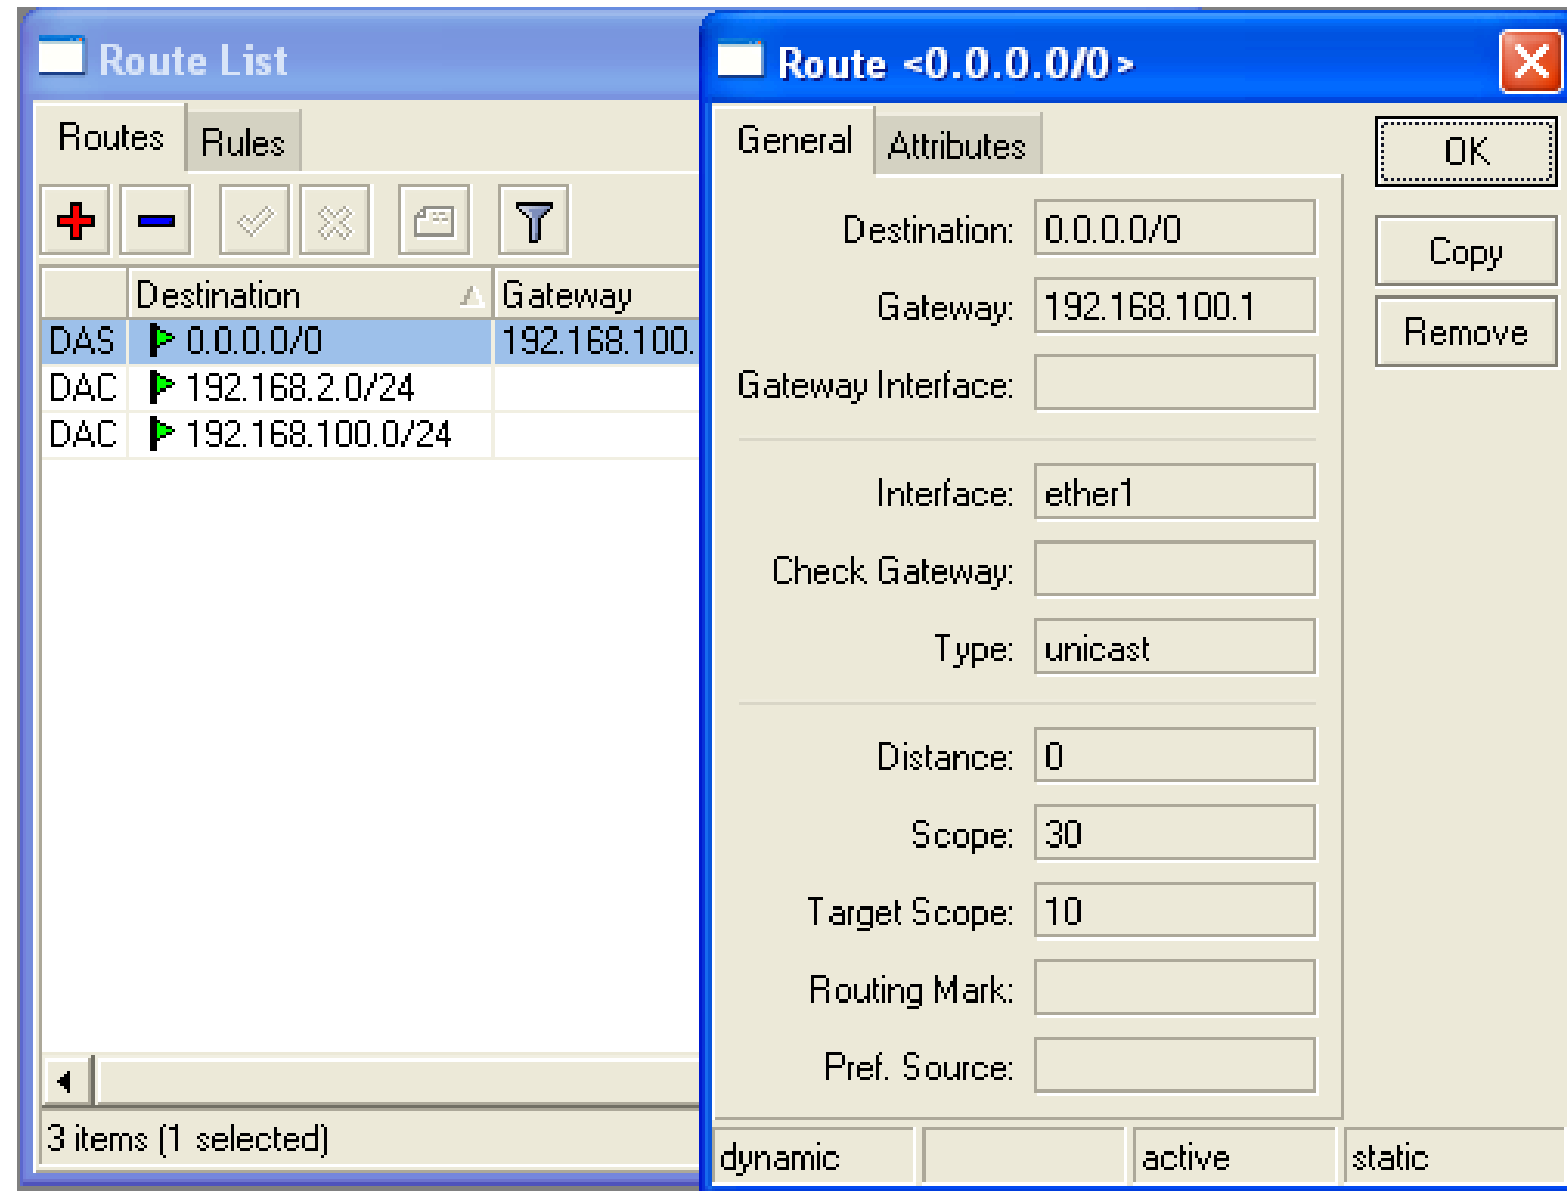 Route List
Routes Rules
Destination Gateway
DAS 0.0.0.0/0 192.168.100.
DAC 192.168.2.0/24
DAC 192.168.100.0/24
3 items (1 selected)
Route <0.0.0.0/0>
General Attributes
OK
Copy
Remove
Destination: 0.0.0.0/0
Gateway: 192.168.100.1
Gateway Interface:
Interface: ether1
Check Gateway:
Type: unicast
Distance: 0
Scope: 30
Target Scope: 10
Routing Mark:
Pref. Source:
dynamic active static